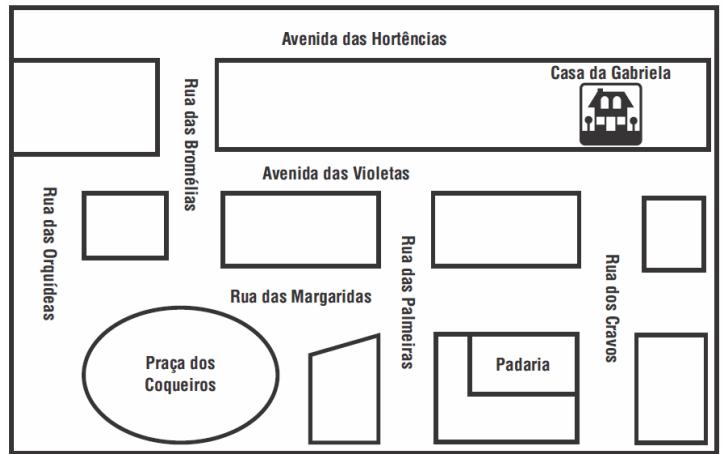 Avenida das Hortências
Casa da Gabriela
Rua das Bromélias
Avenida das Violetas
Rua das Orquídeas
Rua das Palmeiras
Rua dos Cravos
Rua das Margaridas
Praça dos
Coqueiros
Padaria